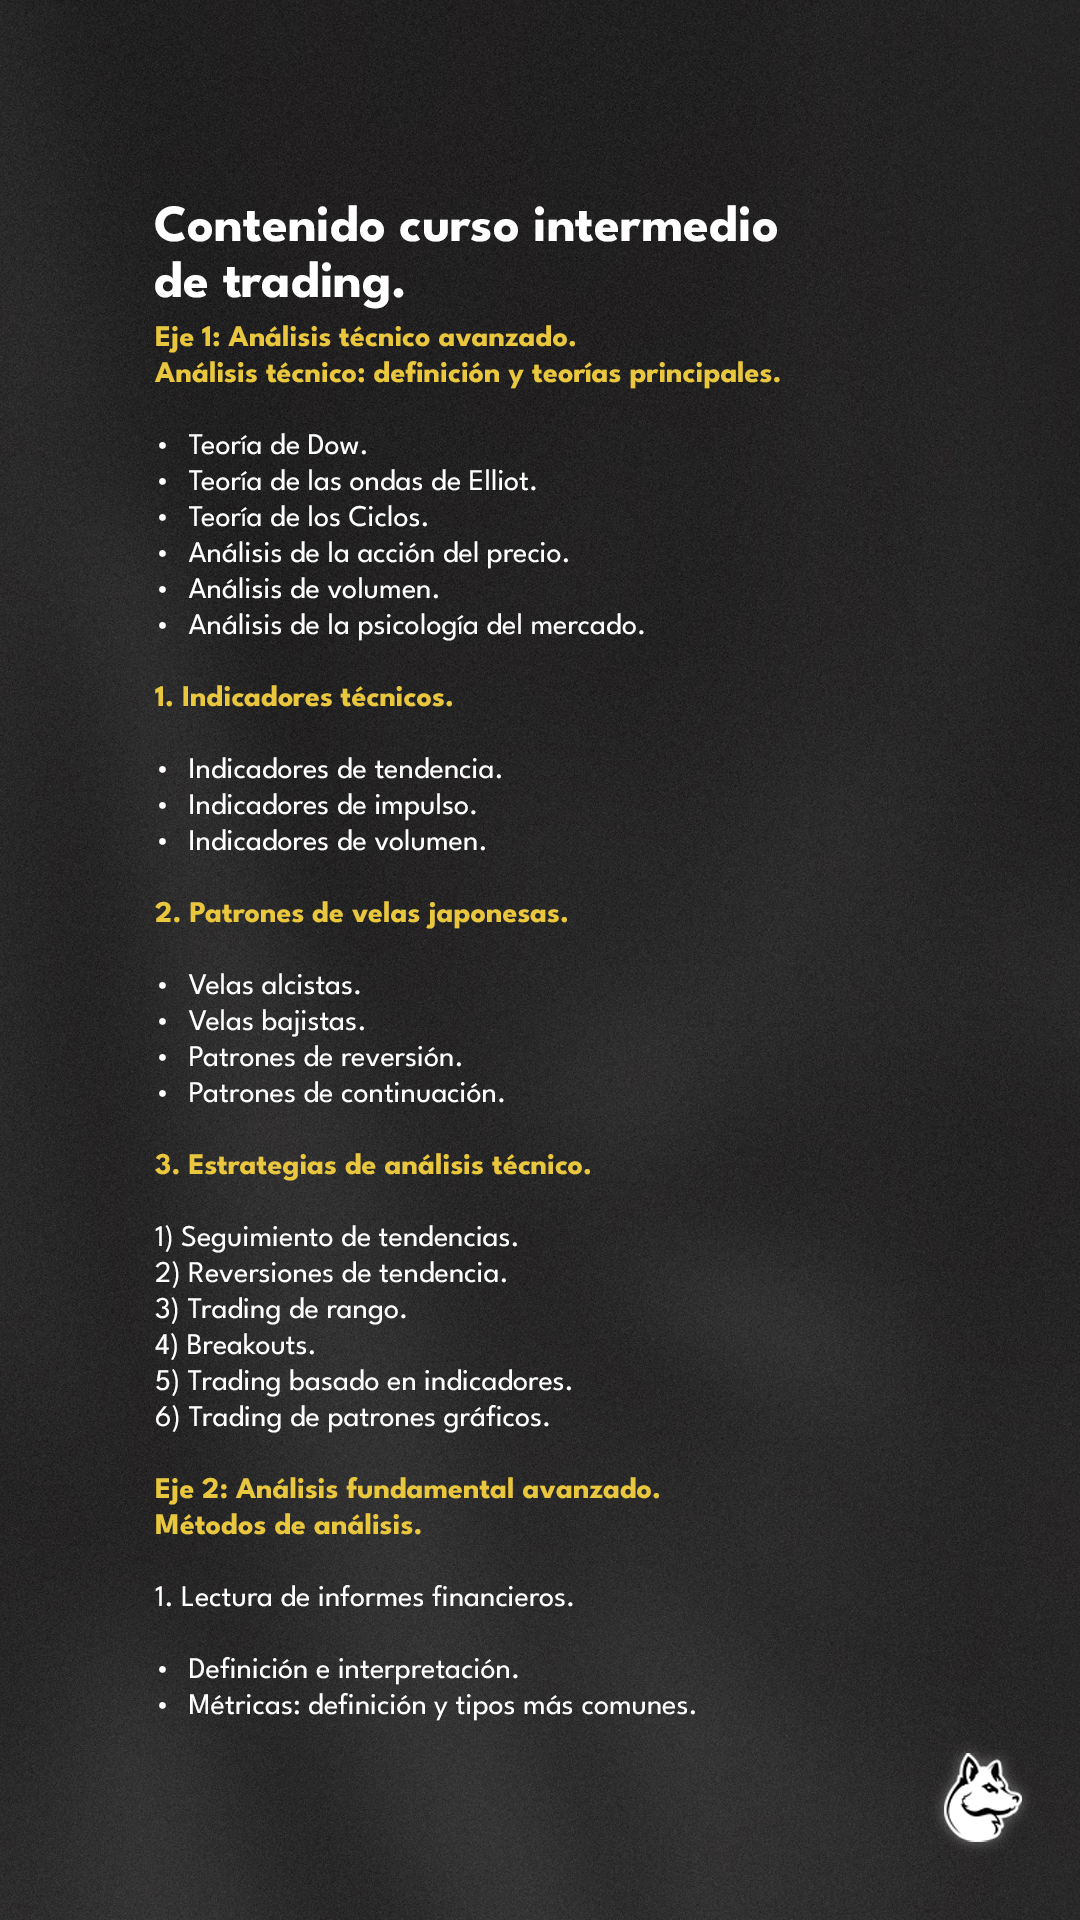 Contenido curso intermedio
de trading.
Eje 1: Análisis técnico avanzado.
Análisis técnico: definición y teorías principales.
• Teoría de Dow.
• Teoría de las ondas de Elliot.
• Teoría de los Ciclos.
• Análisis de la acción del precio.
• Análisis de volumen.
• Análisis de la psicología del mercado.
1. Indicadores técnicos.
• Indicadores de tendencia.
• Indicadores de impulso.
• Indicadores de volumen.
2. Patrones de velas japonesas.
• Velas alcistas.
• Velas bajistas.
• Patrones de reversión.
• Patrones de continuación.
3. Estrategias de análisis técnico.
1) Seguimiento de tendencias.
2) Reversiones de tendencia.
3) Trading de rango.
4) Breakouts.
5) Trading basado en indicadores.
6) Trading de patrones gráficos.
Eje 2: Análisis fundamental avanzado.
Métodos de análisis.
1. Lectura de informes financieros.
• Definición e interpretación.
• Métricas: definición y tipos más comunes.